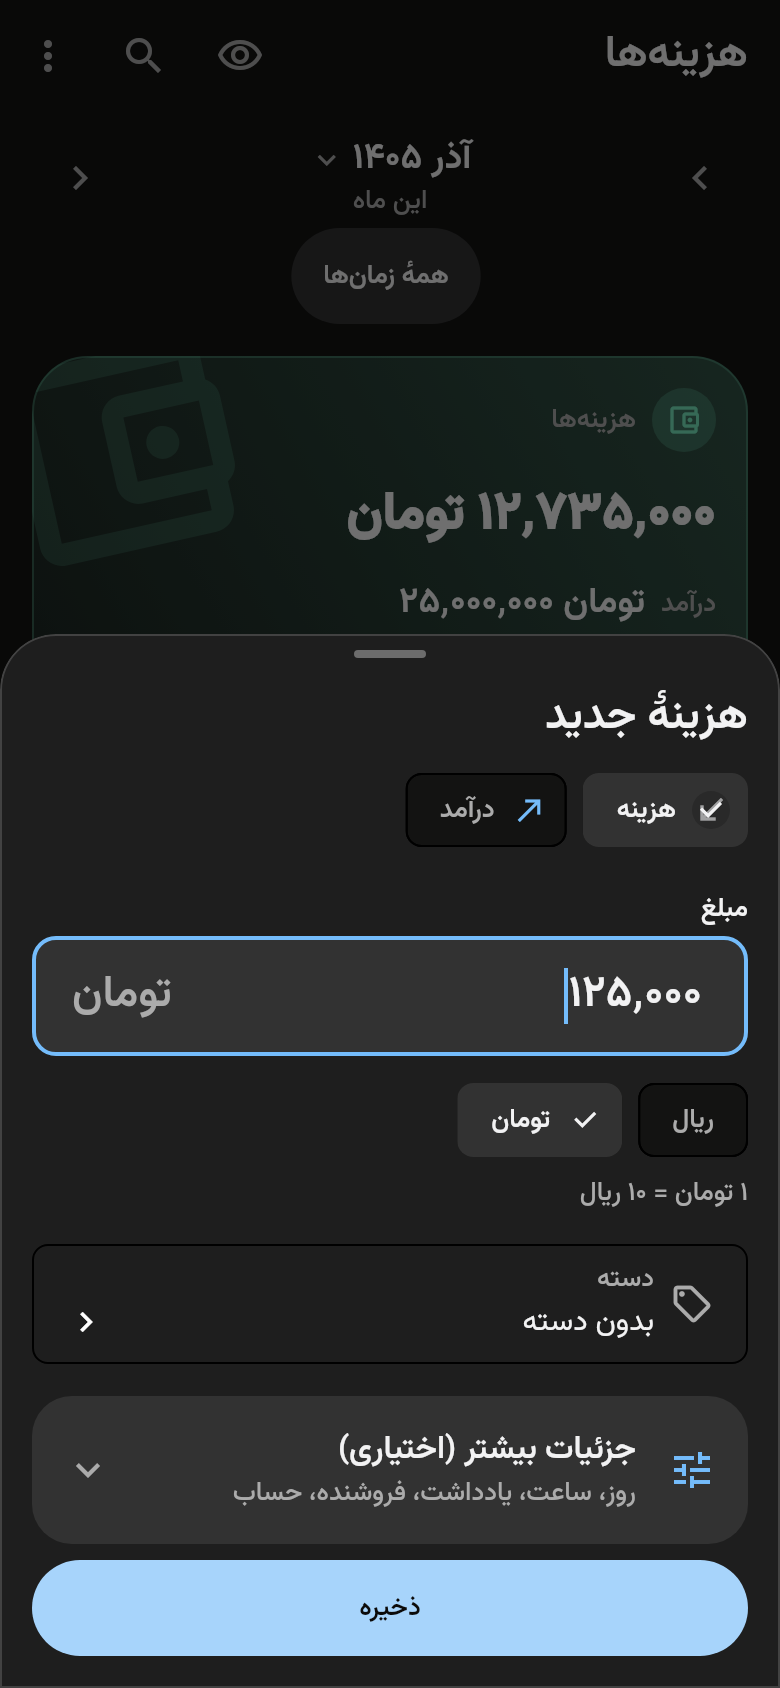 هزینه‌ها
آذر ۱۴۰۵
این ماه
همهٔ زمان‌ها
هزینه‌ها
۱۲,۷۳۵,۰۰۰ تومان
درآمد تومان ۲۵,۰۰۰,۰۰۰
هزینهٔ جدید
هزینه
درآمد
مبلغ
۱۲۵,۰۰۰ تومان
ریال
تومان
۱ تومان = ۱۰ ریال
دسته
بدون دسته
جزئیات بیشتر (اختیاری)
روز، ساعت، یادداشت، فروشنده، حساب
ذخیره